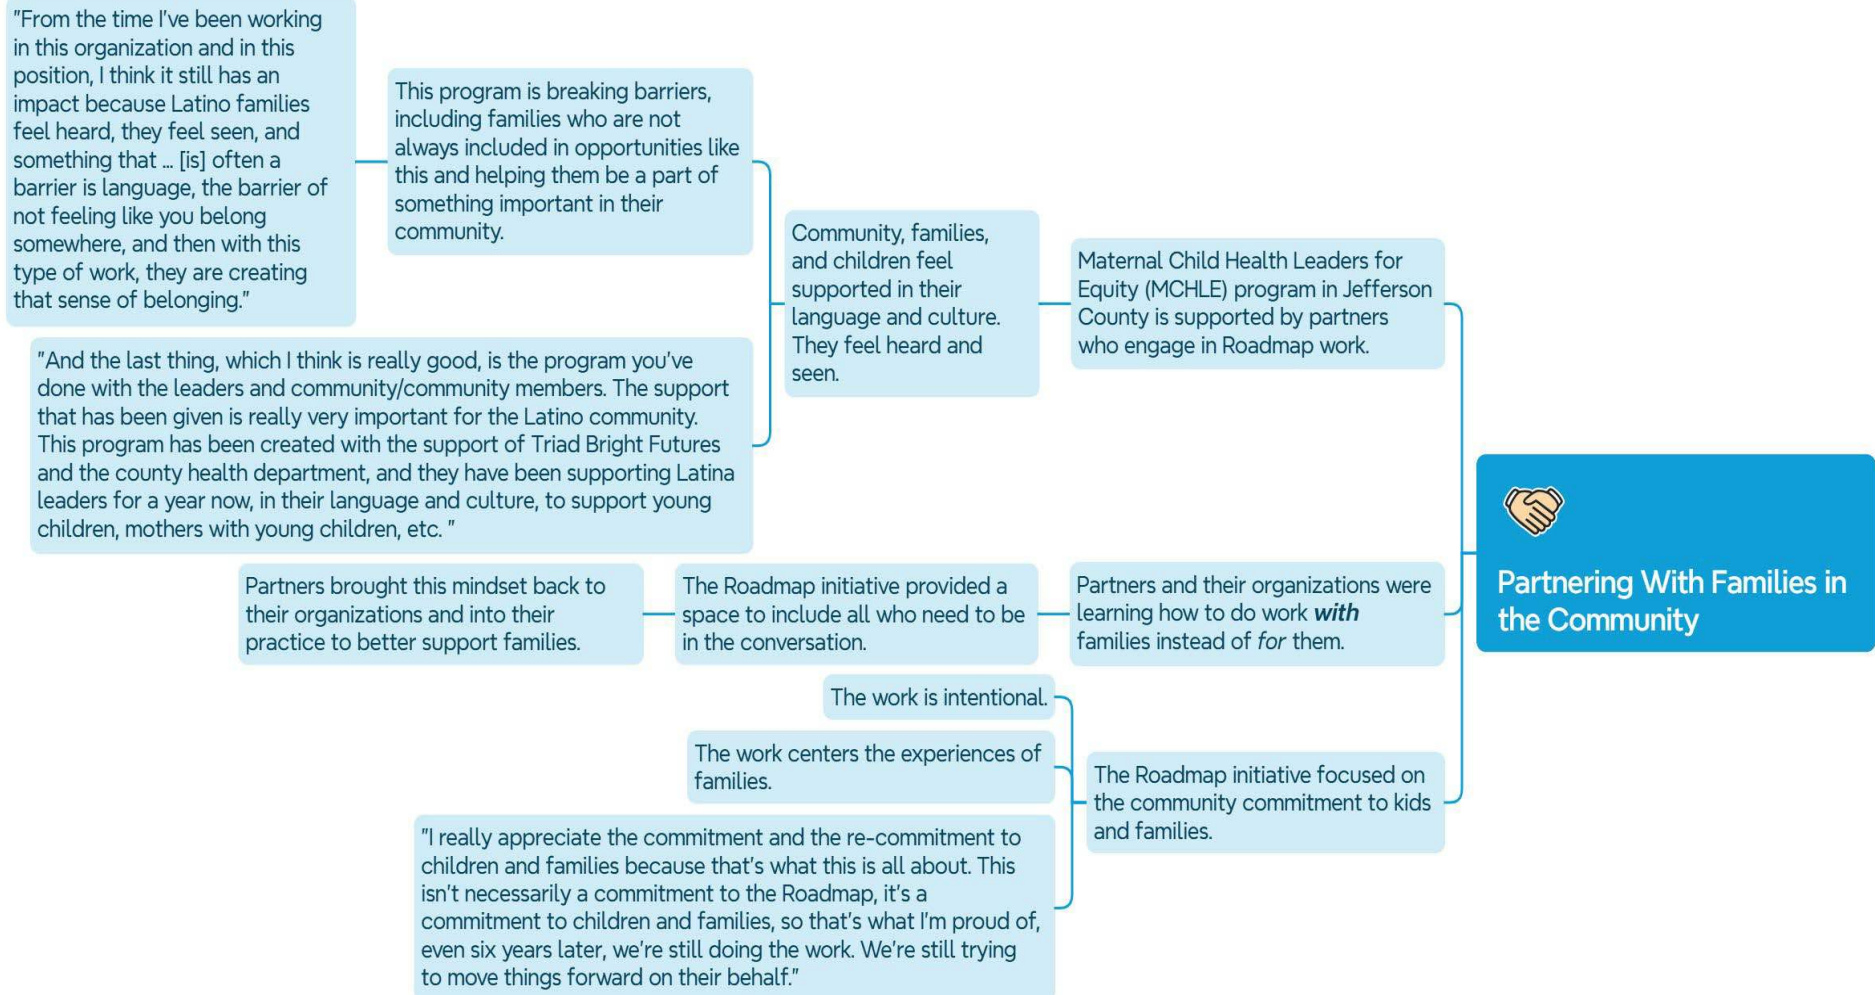 "From the time I've been working
in this organization and in this
position, I think it still has an
impact because Latino families
feel heard, they feel seen, and
something that ... [is] often a
barrier is language, the barrier of
not feeling like you belong
somewhere, and then with this
type of work, they are creating
that sense of belonging."
This program is breaking barriers,
including families who are not
always included in opportunities like
this and helping them be a part of
something important in their
community.
Community, families,
and children feel
supported in their
language and culture.
They feel heard and
seen.
Maternal Child Health Leaders for
Equity (MCHLE) program in Jefferson
County is supported by partners
who engage in Roadmap work.
"And the last thing, which I think is really good, is the program you've
done with the leaders and community/community members. The support
that has been given is really very important for the Latino community.
This program has been created with the support of Triad Bright Futures
and the county health department, and they have been supporting Latina
leaders for a year now, in their language and culture, to support young
children, mothers with young children, etc. "
Partnering With Families in
the Community
Partners brought this mindset back to
their organizations and into their
practice to better support families.
The Roadmap initiative provided a
space to include all who need to be
in the conversation.
Partners and their organizations were
learning how to do work with
families instead of for them.
The work is intentional.
The work centers the experiences of
families.
The Roadmap initiative focused on
the community commitment to kids
and families.
"I really appreciate the commitment and the re-commitment to
children and families because that's what this is all about. This
isn't necessarily a commitment to the Roadmap, it's a
commitment to children and families, so that's what I'm proud of,
even six years later, we're still doing the work. We're still trying
to move things forward on their behalf."